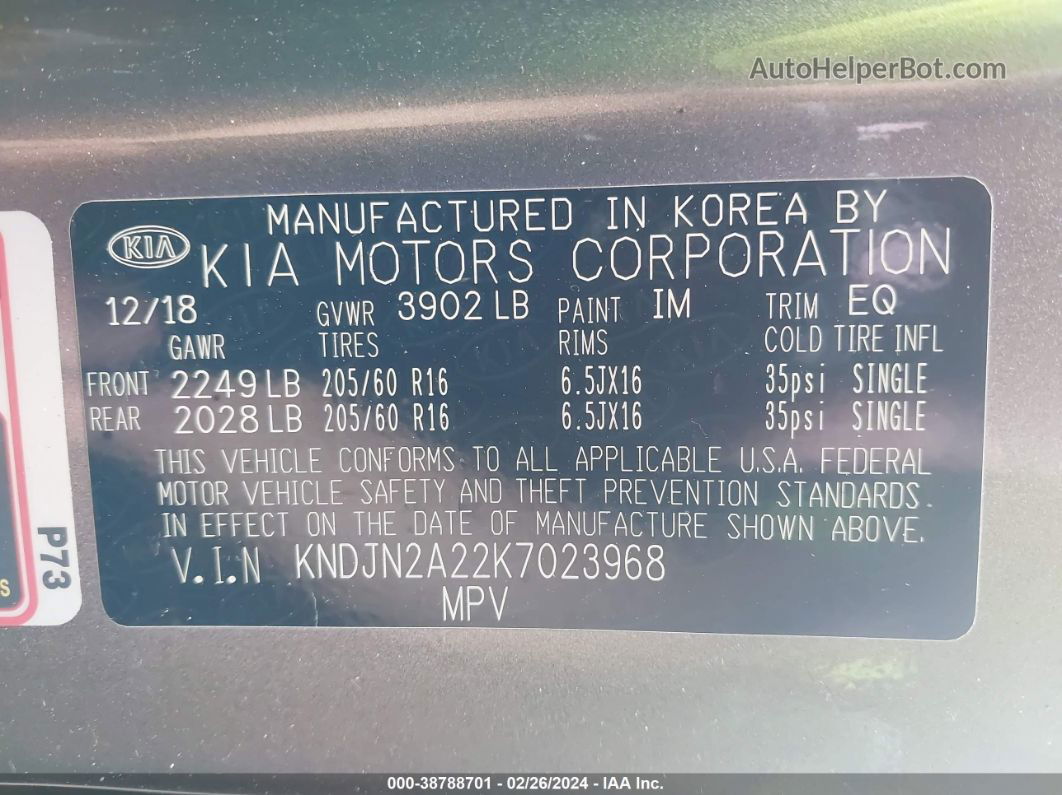 AutoHelperBot.com
MANUFACTURED IN KOREA BY
KIA KIA MOTORS CORPORATION
12/18 GVWR 3902 LB PAINT IM TRIM EQ
GAWR TIRES RIMS COLD TIRE INFL
FRONT 2249 LB 205/60 R16 6.5JX16 35psi SINGLE
REAR 2028 LB 205/60 R16 6.5JX16 35psi SINGLE
THIS VEHICLE CONFORMS TO ALL APPLICABLE U.S.A. FEDERAL
MOTOR VEHICLE SAFETY AND THEFT PREVENTION STANDARDS.
IN EFFECT ON THE DATE OF MANUFACTURE SHOWN ABOVE.
V.I.N KNDJN2A22K7023968
MPV
P73
S
000-38788701 - 02/26/2024 - IAA Inc.